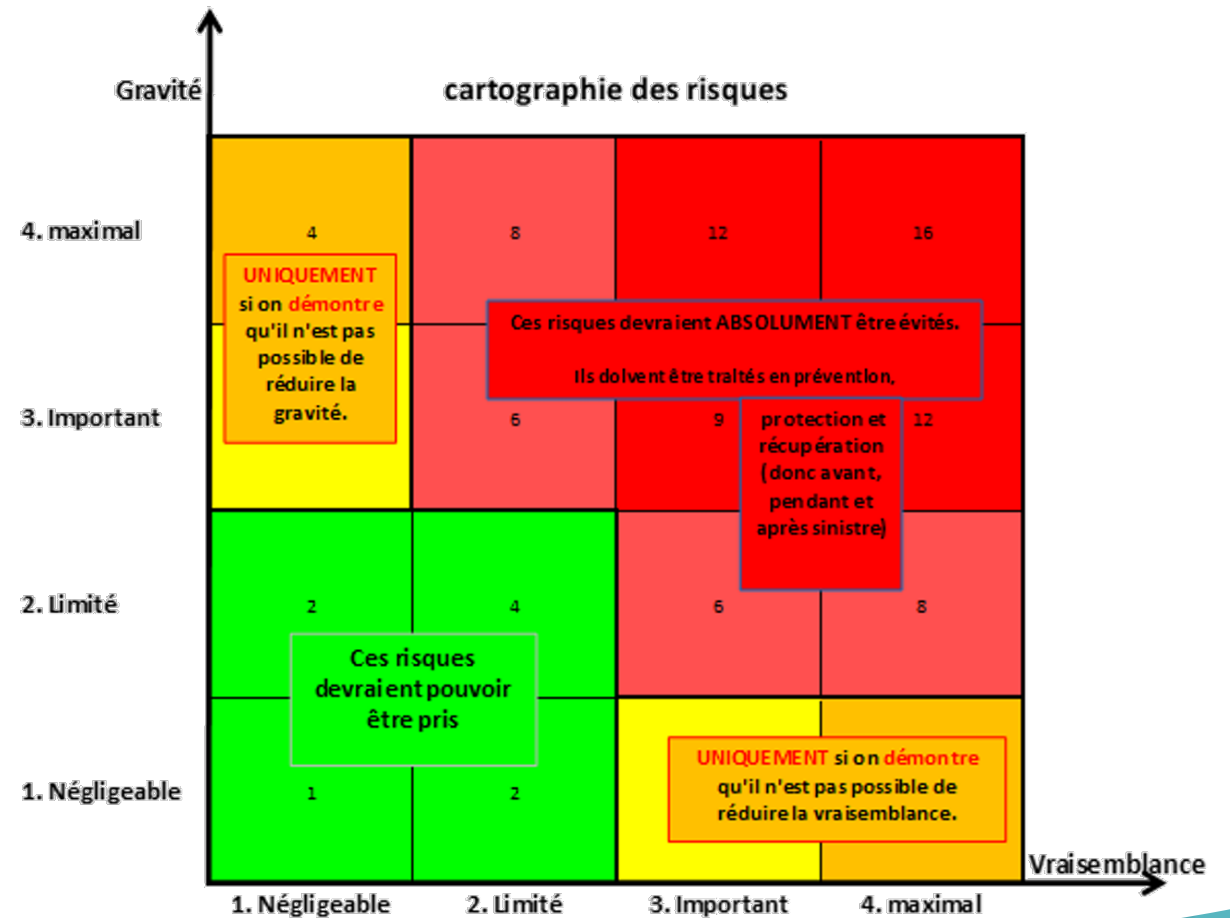 Gravité
cartographie des risques
4. maximal
4
8
12
16
UNIQUEMENT
si on démontre
qu'il n'est pas
possible de
réduire la
gravité.
Ces risques devraient ABSOLUMENT être évités.
Ils doivent être traités en prévention,
3. Important
6
9
12
protection et
récupération
(donc avant,
pendant et
après sinistre)
2. Limité
2
4
6
8
Ces risques
devraient pouvoir
être pris
1. Négligeable
1
2
UNIQUEMENT si on démontre
qu'il n'est pas possible de
réduire la vraisemblance.
Vraisemblance
1. Négligeable
2. Limité
3. Important
4. maximal